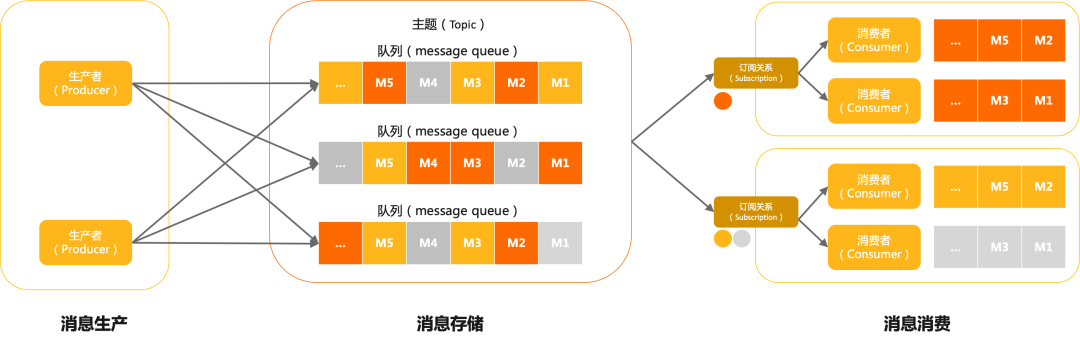 生产者
（Producer）
生产者
（Producer）
消息生产
主题（Topic）
队列（message queue）
... M5 M4 M3 M2 M1
队列（message queue）
... M5 M4 M3 M2 M1
队列（message queue）
... M5 M4 M3 M2 M1
消息存储
订阅关系
（Subscription）
消费者
（Consumer）
... M5 M2
消费者
（Consumer）
... M3 M1
订阅关系
（Subscription）
消费者
（Consumer）
... M5 M2
消费者
（Consumer）
... M3 M1
消息消费